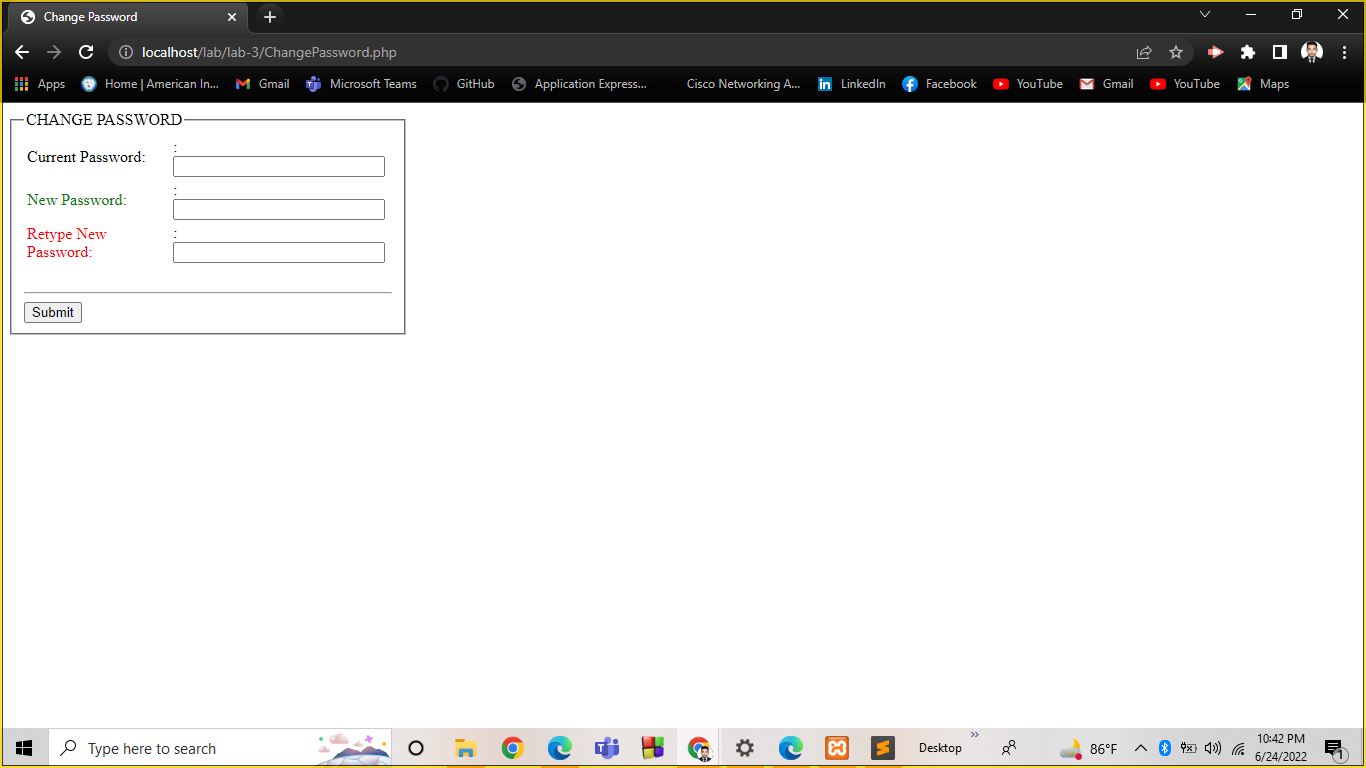 Change Password
localhost/lab/lab-3/ChangePassword.php
Apps Home | American In... Gmail Microsoft Teams GitHub Application Express... Cisco Networking A... LinkedIn Facebook YouTube Gmail YouTube Maps
CHANGE PASSWORD
:
Current Password:
:
New Password:
:
Retype New
Password:
Submit
Type here to search Desktop 86°F 10:42 PM
6/24/2022
1